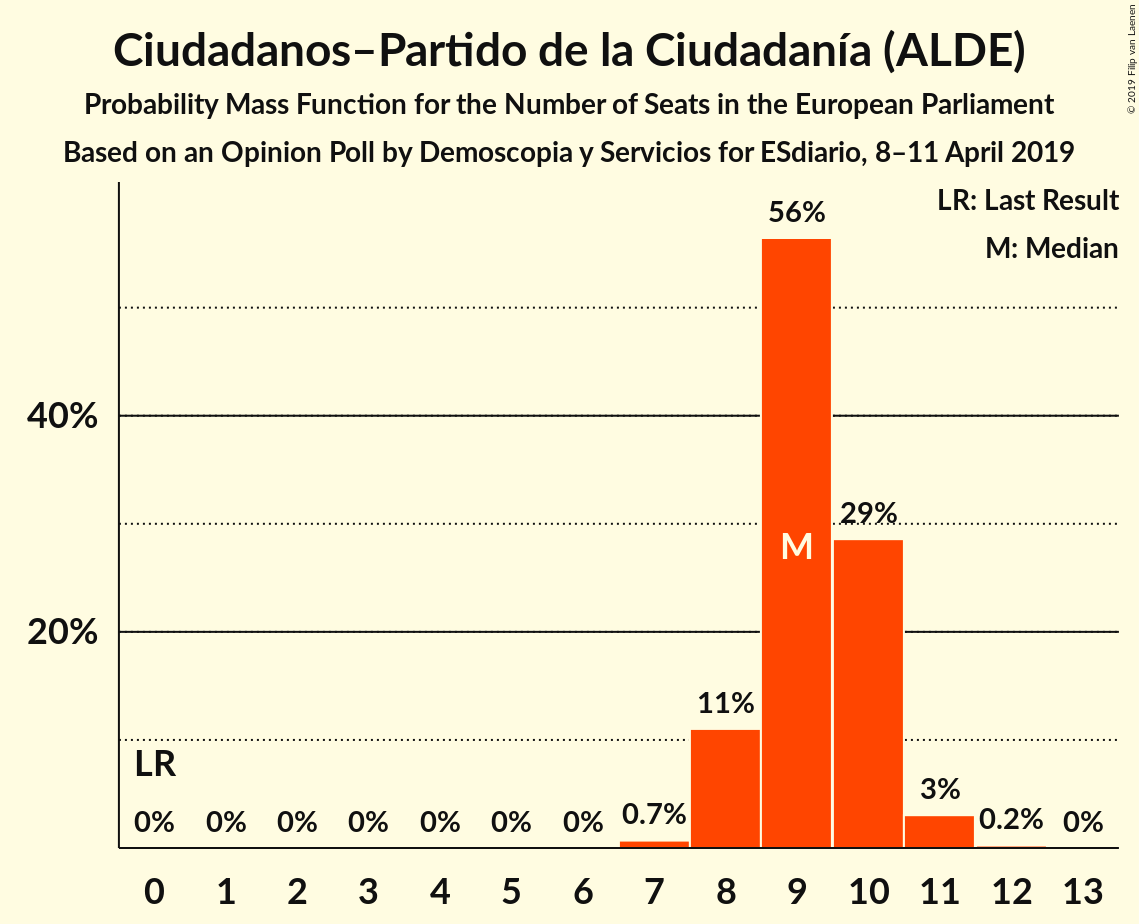 Ciudadanos–Partido de la Ciudadanía (ALDE)
Probability Mass Function for the Number of Seats in the European Parliament
Based on an Opinion Poll by Demoscopia y Servicios for ESdiario, 8–11 April 2019
© 2019 Filip van Laenen
LR: Last Result
M: Median
56%
40%
29%
M
20%
11%
LR
3%
0% 0% 0% 0% 0% 0% 0% 0.7% 0.2% 0%
0 1 2 3 4 5 6 7 8 9 10 11 12 13